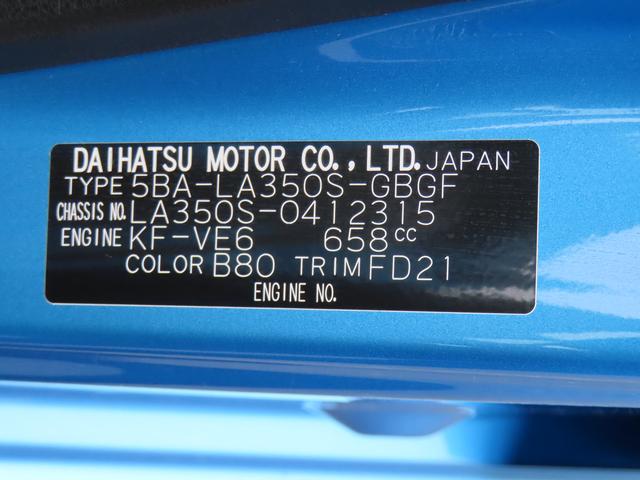 DAIHATSU MOTOR CO., LTD. JAPAN
TYPE 5BA-LA350S-GBGF
CHASSIS NO. LA350S-0412315
ENGINE KF-VE6 658cc
COLOR B80 TRIM FD21
ENGINE NO.